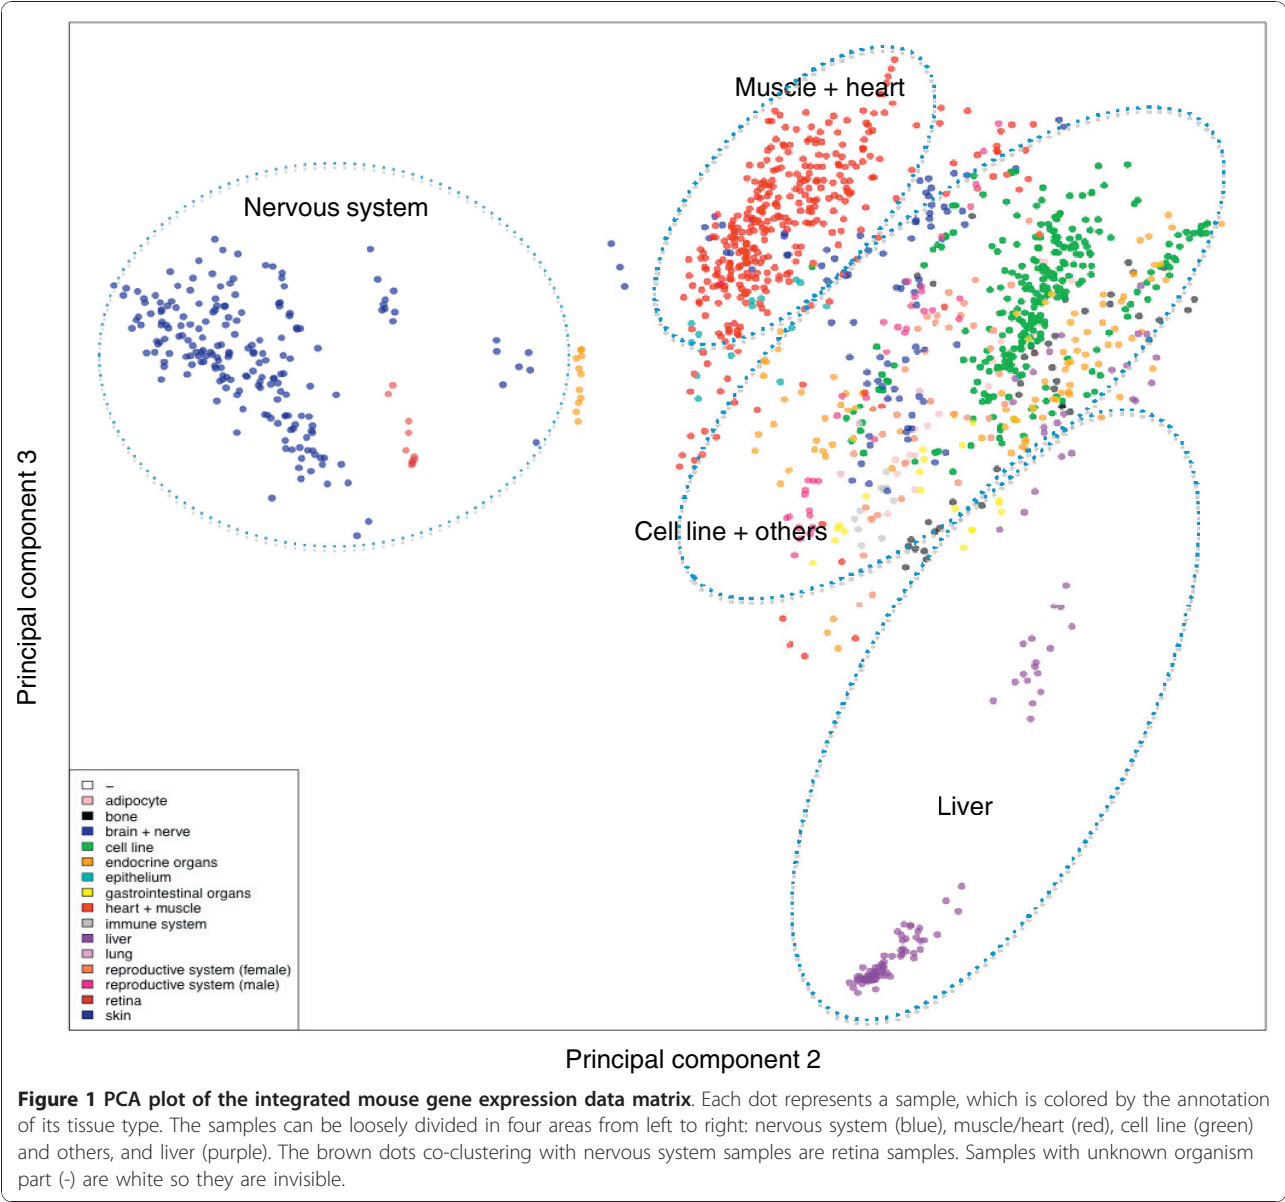 Muscle + heart
Nervous system
Cell line + others
Liver
Principal component 3
–
adipocyte
bone
brain + nerve
cell line
endocrine organs
epithelium
gastrointestinal organs
heart + muscle
immune system
liver
lung
reproductive system (female)
reproductive system (male)
retina
skin
Principal component 2
Figure 1 PCA plot of the integrated mouse gene expression data matrix. Each dot represents a sample, which is colored by the annotation
of its tissue type. The samples can be loosely divided in four areas from left to right: nervous system (blue), muscle/heart (red), cell line (green)
and others, and liver (purple). The brown dots co-clustering with nervous system samples are retina samples. Samples with unknown organism
part (-) are white so they are invisible.